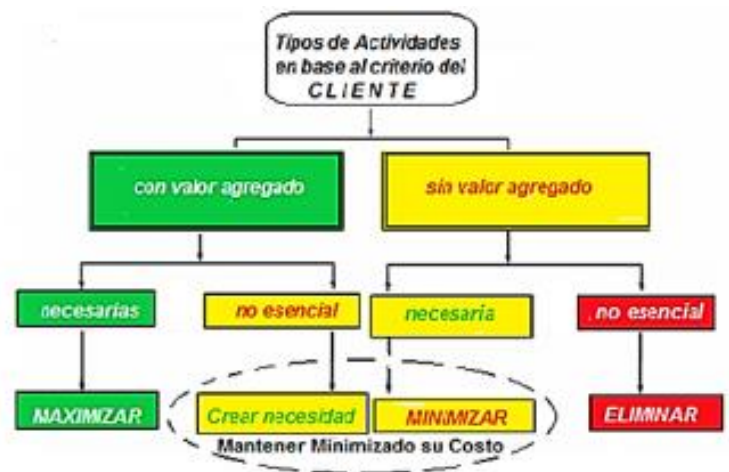 Tipos de Actividades
en base al criterio del
CLIENTE
con valor agregado
sin valor agregado
necesarias
no esencial
necesaria
no esencial
MAXIMIZAR
Crear necesidad
MINIMIZAR
ELIMINAR
Mantener Minimizado su Costo